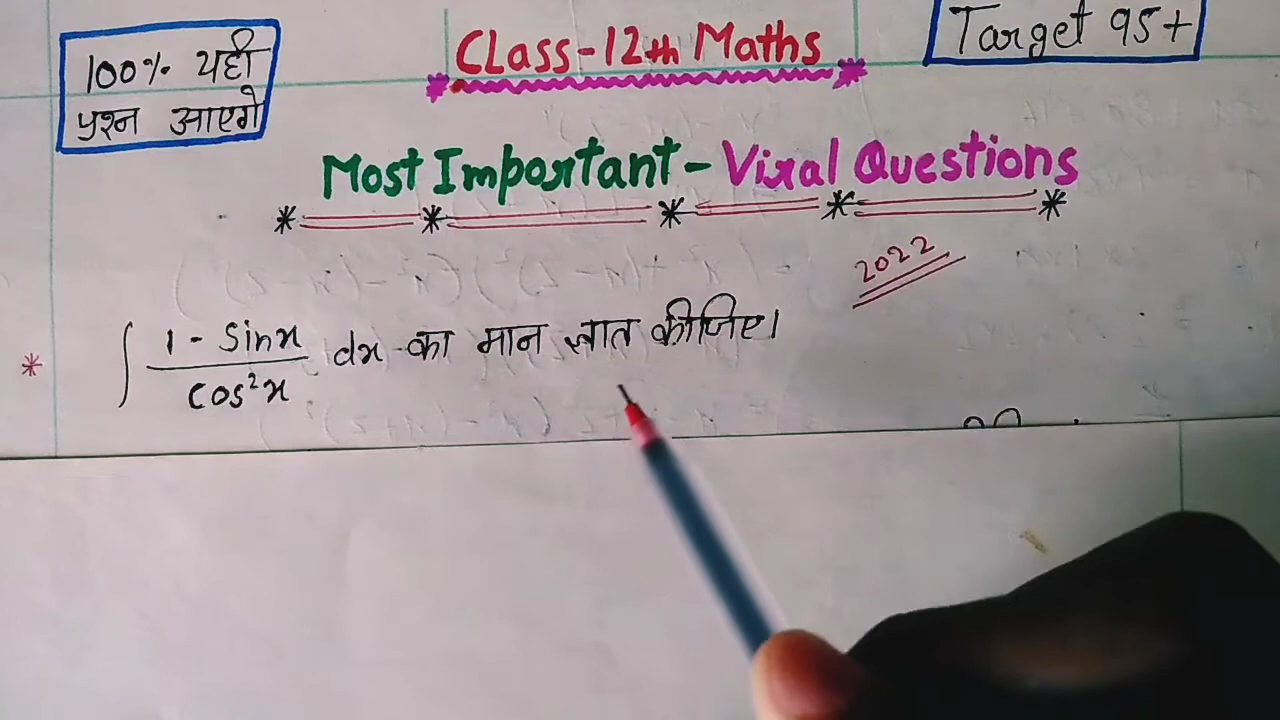 100% यही
प्रश्न आएगे
Class-12th Maths
Target 95+
Most Important - Viral Questions
2022
* ∫ (1 - Sinx)/(cos²x) dx का मान ज्ञात कीजिए।